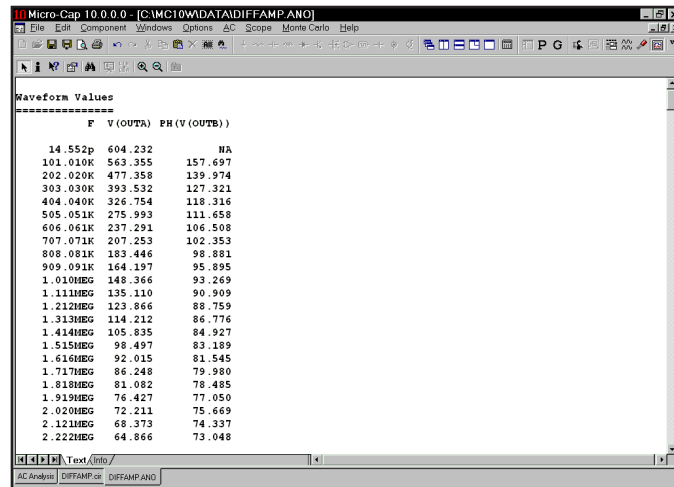 10 Micro-Cap 10.0.0.0 - [C:\MC10W\DATA\DIFFAMP.ANO]
File Edit Component Windows Options AC Scope Monte Carlo Help
P G
Waveform Values
===============
F V(OUTA) PH(V(OUTB))
14.552p 604.232 NA
101.010K 563.355 157.697
202.020K 477.358 139.974
303.030K 393.532 127.321
404.040K 326.754 118.316
505.051K 275.993 111.658
606.061K 237.291 106.508
707.071K 207.253 102.353
808.081K 183.446 98.881
909.091K 164.197 95.895
1.010MEG 148.366 93.269
1.111MEG 135.110 90.909
1.212MEG 123.866 88.759
1.313MEG 114.212 86.776
1.414MEG 105.835 84.927
1.515MEG 98.497 83.189
1.616MEG 92.015 81.545
1.717MEG 86.248 79.980
1.818MEG 81.082 78.485
1.919MEG 76.427 77.050
2.020MEG 72.211 75.669
2.121MEG 68.373 74.337
2.222MEG 64.866 73.048
Text Info
AC Analysis DIFFAMP.cir DIFFAMP.ANO